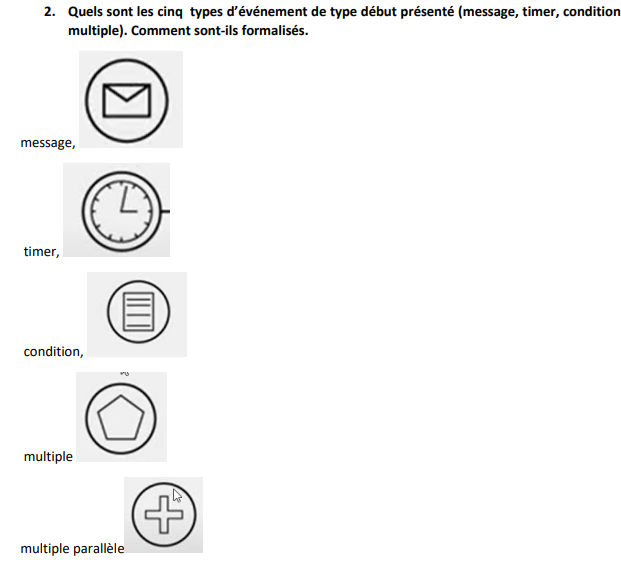 2. Quels sont les cinq types d’événement de type début présenté (message, timer, condition
multiple). Comment sont-ils formalisés.
message,
timer,
condition,
multiple
multiple parallèle